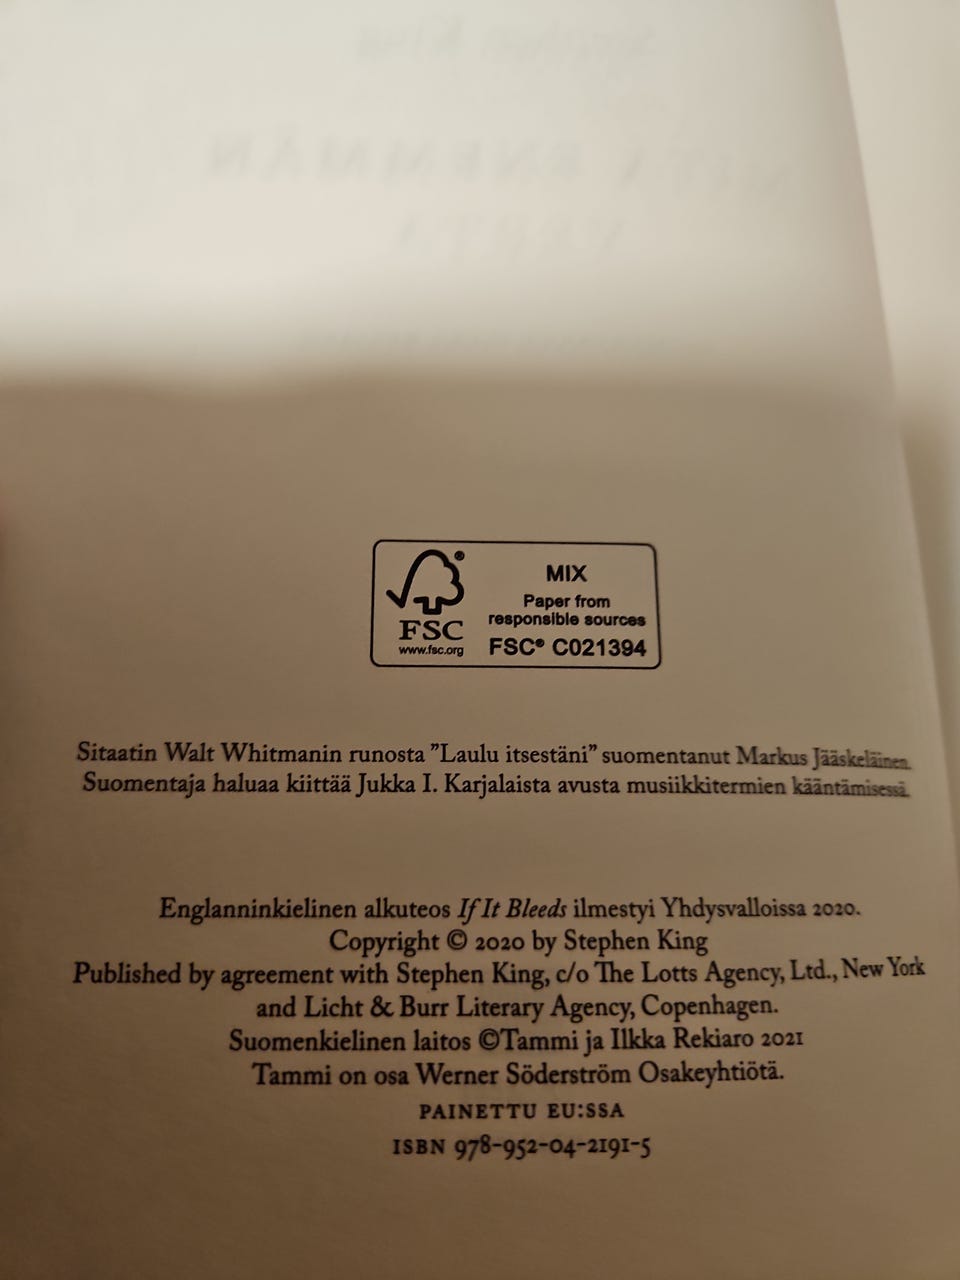 FSC
www.fsc.org
MIX
Paper from
responsible sources
FSC® C021394
Sitaatin Walt Whitmanin runosta ”Laulu itsestäni” suomentanut Markus Jääskeläinen.
Suomentaja haluaa kiittää Jukka I. Karjalaista avusta musiikkitermien kääntämisessä.
Englanninkielinen alkuteos If It Bleeds ilmestyi Yhdysvalloissa 2020.
Copyright © 2020 by Stephen King
Published by agreement with Stephen King, c/o The Lotts Agency, Ltd., New York
and Licht & Burr Literary Agency, Copenhagen.
Suomenkielinen laitos ©Tammi ja Ilkka Rekiaro 2021
Tammi on osa Werner Söderström Osakeyhtiötä.
PAINETTU EU:SSA
ISBN 978-952-04-2191-5